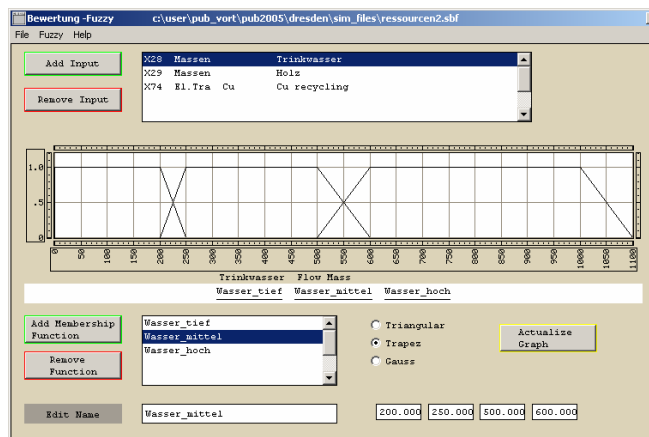 Bewertung -Fuzzy c:\user\pub_vort\pub2005\dresden\sim_files\ressourcen2.sbf
File Fuzzy Help
Add Input
Remove Input
X28 Massen Trinkwasser
X29 Massen Holz
X74 El.Tra Cu Cu recycling
1.0
.5
0
0 50 100 150 200 250 300 350 400 450 500 550 600 650 700 750 800 850 900 950 1000 1050 1100
Trinkwasser Flow Mass
Wasser_tief Wasser_mittel Wasser_hoch
Add Membership Function
Remove Function
Wasser_tief
Wasser_mittel
Wasser_hoch
Triangular
Trapez
Gauss
Actualize Graph
Edit Name
Wasser_mittel
200.000 250.000 500.000 600.000